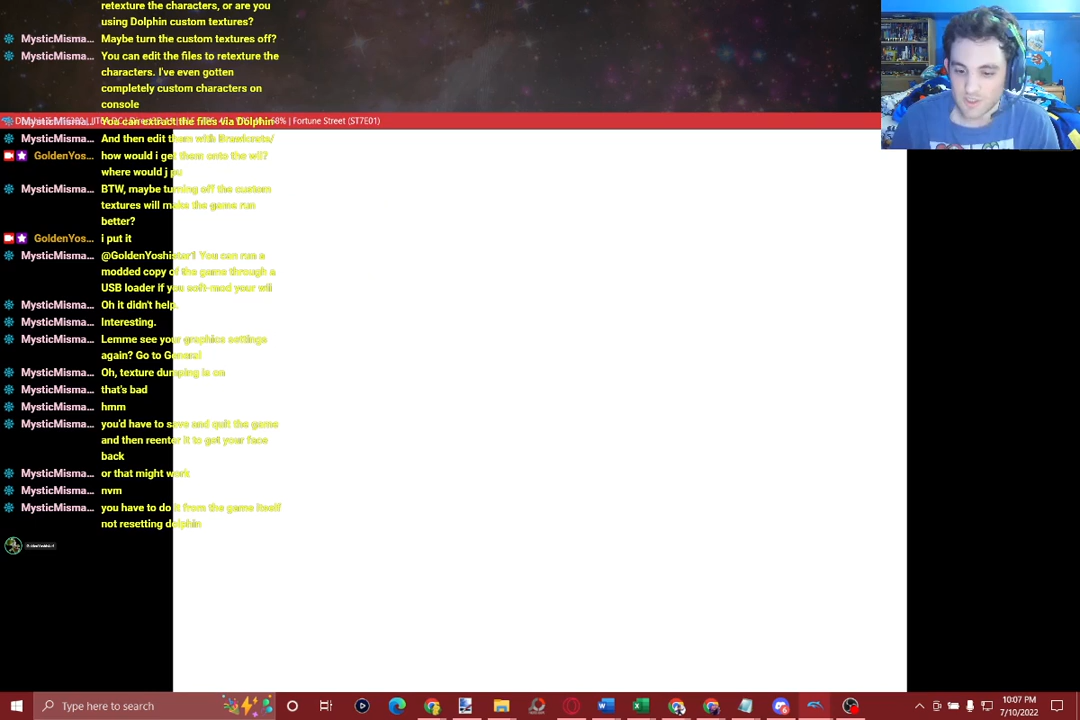 retexture the characters, or are you
using Dolphin custom textures?
MysticMisma... Maybe turn the custom textures off?
MysticMisma... You can edit the files to retexture the
characters. I've even gotten
completely custom characters on
console
MysticMisma... You can extract the files via Dolphin
| Fortune Street (ST7E01)
MysticMisma... And then edit them with
GoldenYos... how would i get them onto the wii?
where would j pu
MysticMisma... BTW, maybe turning off the custom
textures will make the game run
better?
GoldenYos... i put it
MysticMisma... @GoldenYoshistar1 You can run a
modded copy of the game through a
USB loader if you soft-mod your wii
MysticMisma... Oh it didn't help.
MysticMisma... Interesting.
MysticMisma... Lemme see your graphics settings
again? Go to General
MysticMisma... Oh, texture dumping is on
MysticMisma... that's bad
MysticMisma... hmm
MysticMisma... you'd have to save and quit the game
and then reenter it to get your face
back
MysticMisma... or that might work
MysticMisma... nvm
MysticMisma... you have to do it from the game itself
not resetting dolphin
Type here to search
10:07 PM
7/10/2022